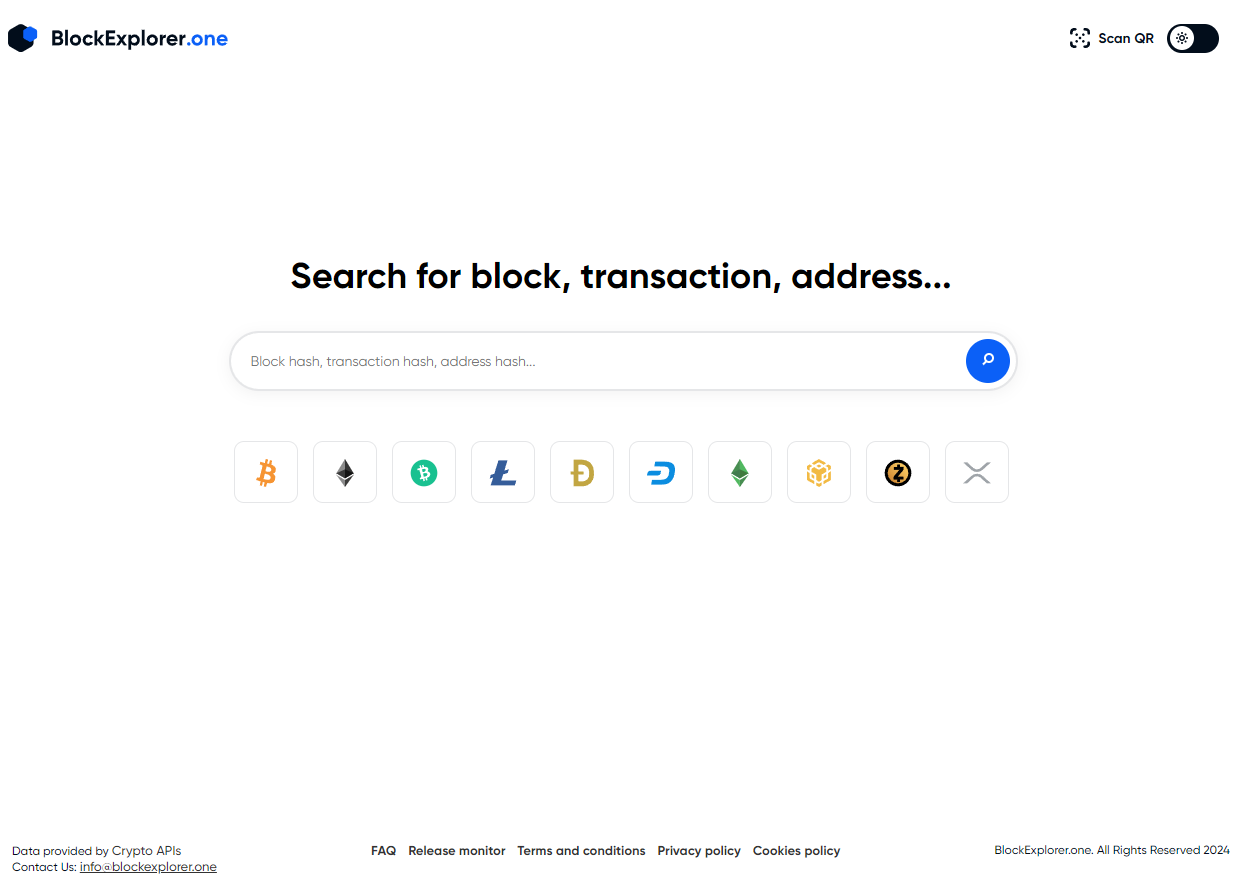 BlockExplorer.one
Scan QR
Search for block, transaction, address...
Block hash, transaction hash, address hash...
Data provided by Crypto APIs
Contact Us: info@blockexplorer.one
FAQ Release monitor Terms and conditions Privacy policy Cookies policy
BlockExplorer.one. All Rights Reserved 2024